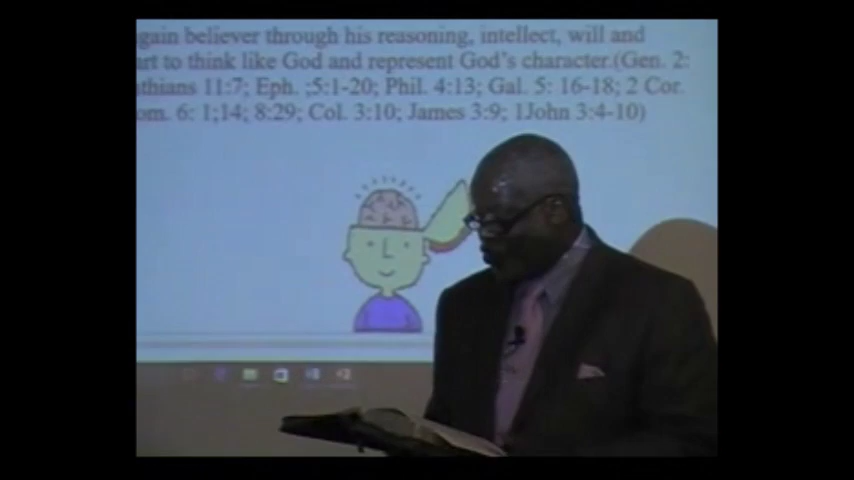 gain believer through his reasoning, intellect, will and
art to think like God and represent God's character.(Gen. 2:
thians 11:7; Eph. ;5:1-20; Phil. 4:13; Gal. 5: 16-18; 2 Cor.
om. 6: 1;14; 8:29; Col. 3:10; James 3:9; 1John 3:4-10)